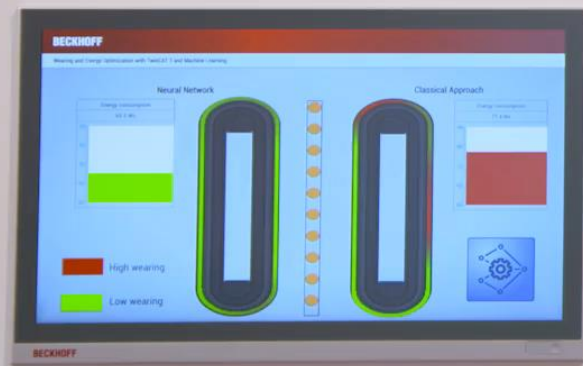 BECKHOFF
Wearing and Energy Optimization with TwinCAT 3 and Machine Learning
Neural Network
Classical Approach
Energy consumption
Energy consumption
High wearing
Low wearing
BECKHOFF